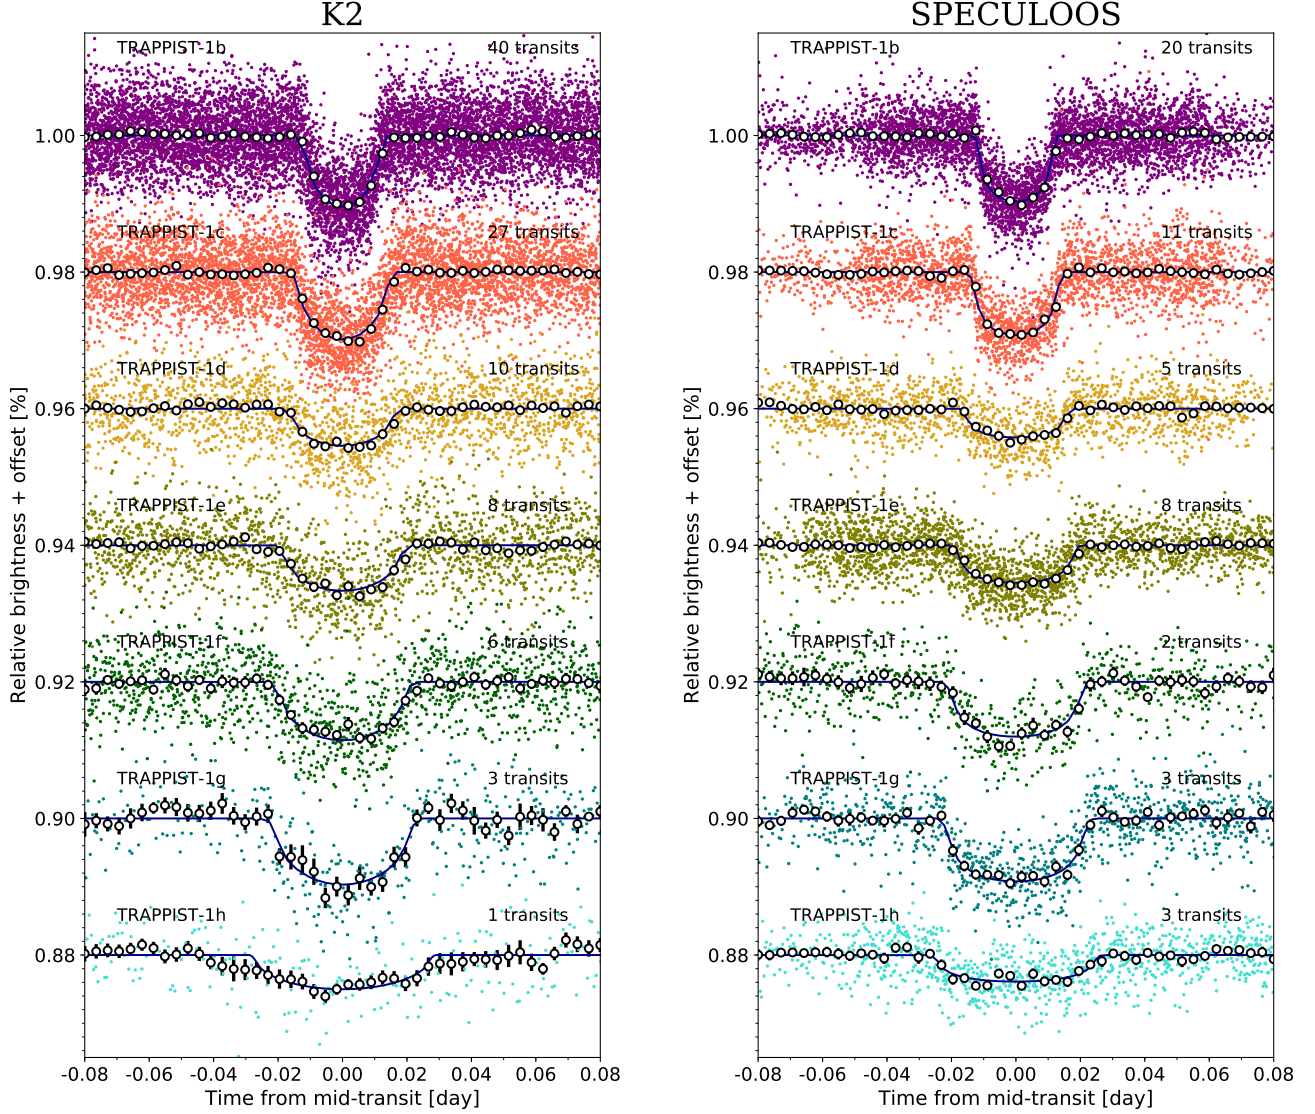 K2
TRAPPIST-1b 40 transits
TRAPPIST-1c 27 transits
TRAPPIST-1d 10 transits
TRAPPIST-1e 8 transits
TRAPPIST-1f 6 transits
TRAPPIST-1g 3 transits
TRAPPIST-1h 1 transits
1.00
0.98
0.96
0.94
0.92
0.90
0.88
Relative brightness + offset [%]
-0.08 -0.06 -0.04 -0.02 0.00 0.02 0.04 0.06 0.08
Time from mid-transit [day]
SPECULOOS
TRAPPIST-1b 20 transits
TRAPPIST-1c 11 transits
TRAPPIST-1d 5 transits
TRAPPIST-1e 8 transits
TRAPPIST-1f 2 transits
TRAPPIST-1g 3 transits
TRAPPIST-1h 3 transits
1.00
0.98
0.96
0.94
0.92
0.90
0.88
Relative brightness + offset [%]
-0.08 -0.06 -0.04 -0.02 0.00 0.02 0.04 0.06 0.08
Time from mid-transit [day]